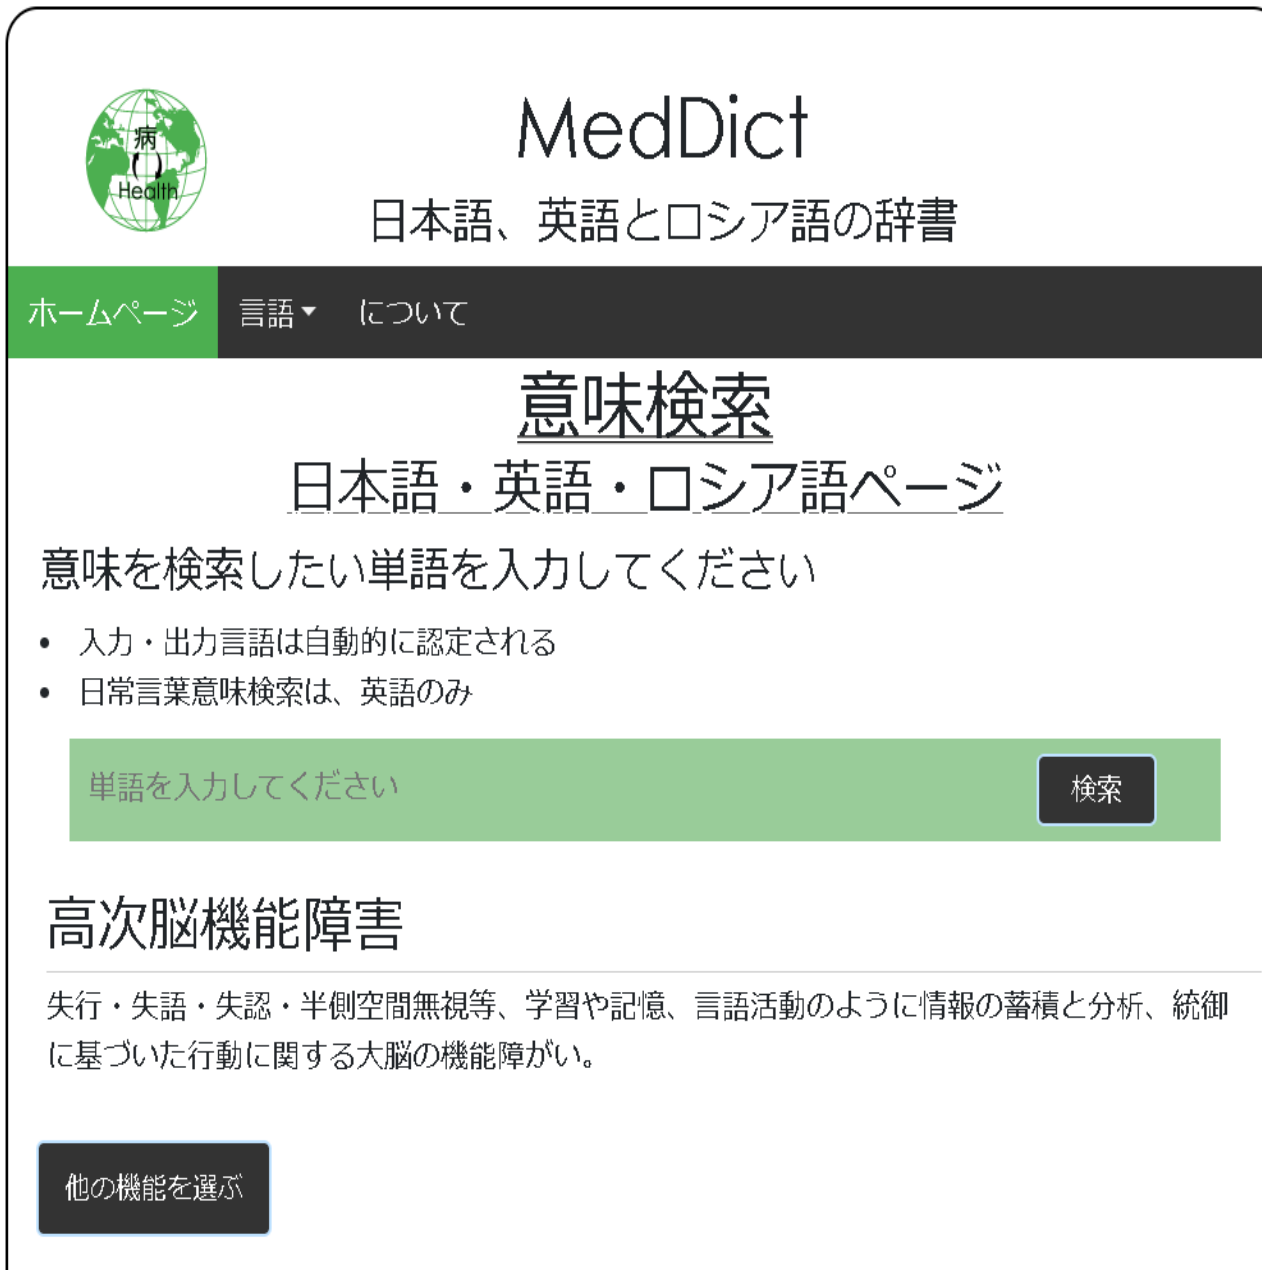 病
Health
MedDict
日本語、英語とロシア語の辞書
ホームページ 言語 について
意味検索
日本語・英語・ロシア語ページ
意味を検索したい単語を入力してください
• 入力・出力言語は自動的に認定される
• 日常言葉意味検索は、英語のみ
単語を入力してください 検索
高次脳機能障害
失行・失語・失認・半側空間無視等、学習や記憶、言語活動のように情報の蓄積と分析、統御
に基づいた行動に関する大脳の機能障がい。
他の機能を選ぶ